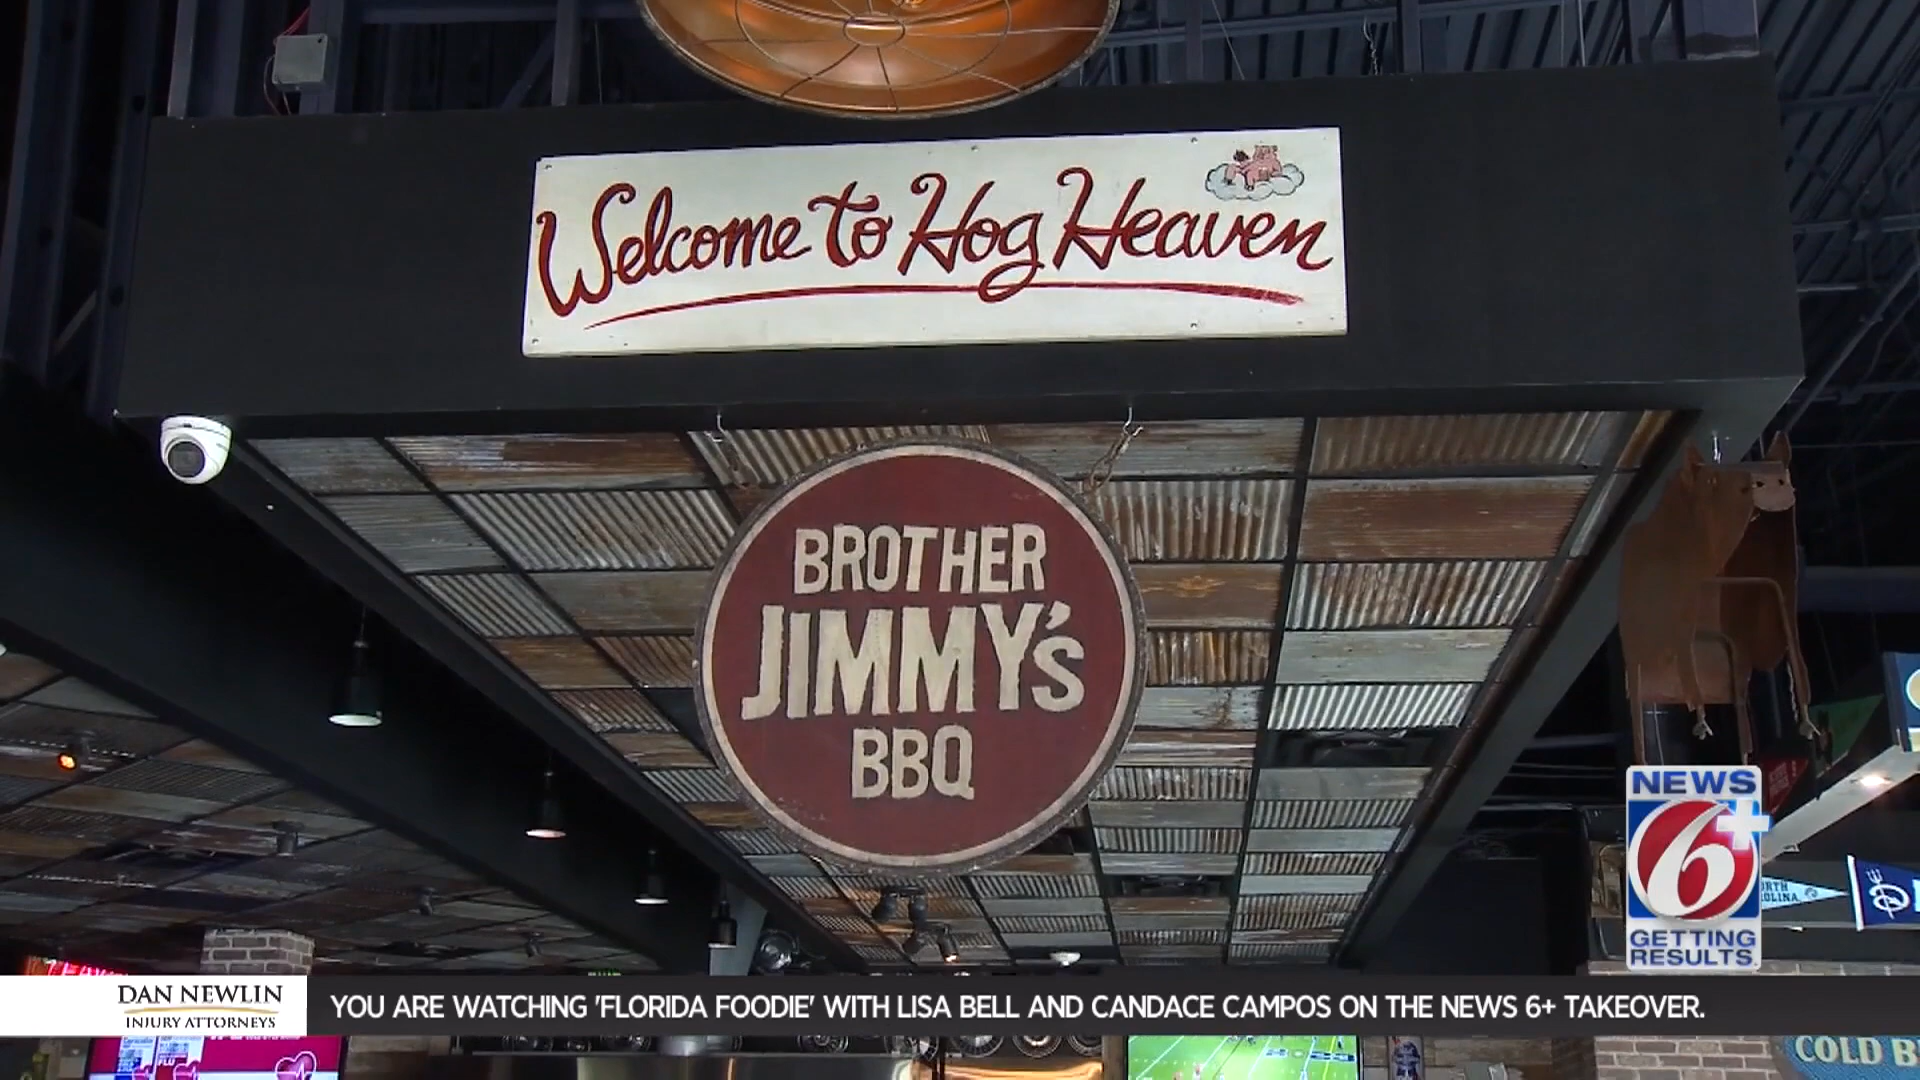 Welcome to Hog Heaven
BROTHER
JIMMY'S
BBQ
NEWS
6+
GETTING
RESULTS.
DAN NEWLIN
INJURY ATTORNEYS
YOU ARE WATCHING 'FLORIDA FOODIE' WITH LISA BELL AND CANDACE CAMPOS ON THE NEWS 6+ TAKEOVER.
FLU
COLD B